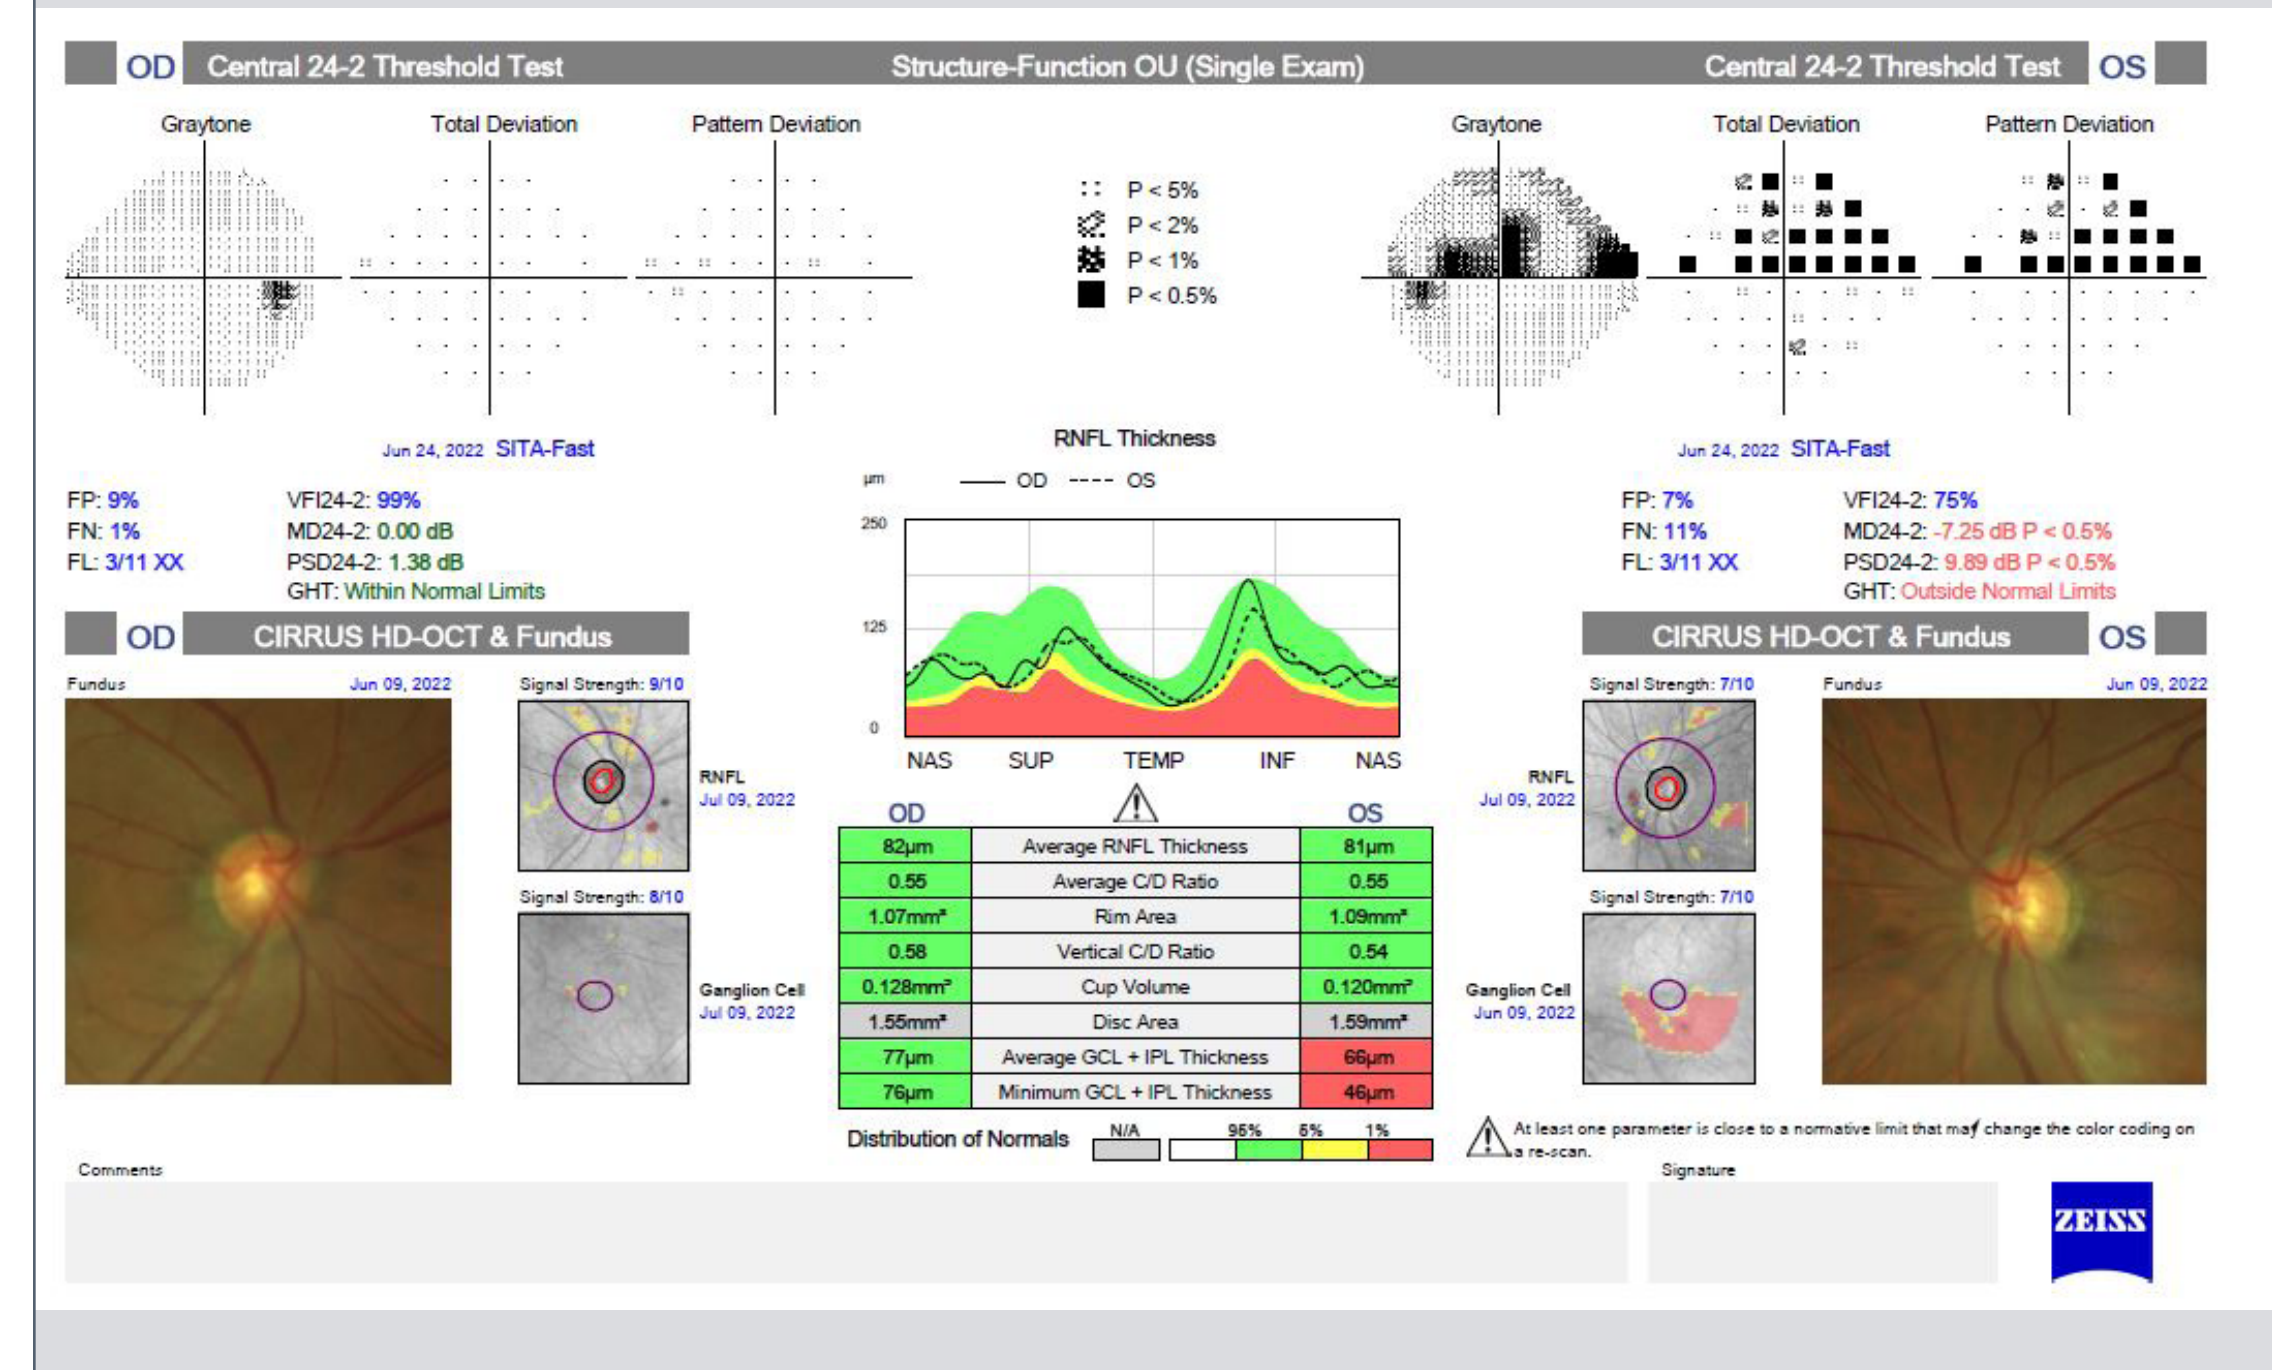 OD Central 24-2 Threshold Test Structure-Function OU (Single Exam) Central 24-2 Threshold Test OS
Graytone Total Deviation Pattern Deviation
P < 5%
P < 2%
P < 1%
P < 0.5%
Graytone Total Deviation Pattern Deviation
Jun 24, 2022 SITA-Fast
FP: 9% VFI24-2: 99%
FN: 1% MD24-2: 0.00 dB
FL: 3/11 XX PSD24-2: 1.38 dB
GHT: Within Normal Limits
RNFL Thickness
µm OD OS
250
125
0
NAS SUP TEMP INF NAS
Jun 24, 2022 SITA-Fast
FP: 7% VFI24-2: 75%
FN: 11% MD24-2: -7.25 dB P < 0.5%
FL: 3/11 XX PSD24-2: 9.89 dB P < 0.5%
GHT: Outside Normal Limits
OD CIRRUS HD-OCT & Fundus
Fundus Jun 09, 2022 Signal Strength: 9/10
RNFL
Jul 09, 2022
Signal Strength: 8/10
Ganglion Cell
Jul 09, 2022
OD OS
82µm Average RNFL Thickness 81µm
0.55 Average C/D Ratio 0.55
1.07mm² Rim Area 1.09mm²
0.58 Vertical C/D Ratio 0.54
0.128mm³ Cup Volume 0.120mm³
1.55mm² Disc Area 1.59mm²
77µm Average GCL + IPL Thickness 66µm
76µm Minimum GCL + IPL Thickness 46µm
Distribution of Normals N/A 95% 5% 1%
CIRRUS HD-OCT & Fundus OS
Signal Strength: 7/10 Fundus Jun 09, 2022
RNFL
Jul 09, 2022
Signal Strength: 7/10
Ganglion Cell
Jun 09, 2022
At least one parameter is close to a normative limit that may change the color coding on
a re-scan.
Comments
Signature
ZEISS